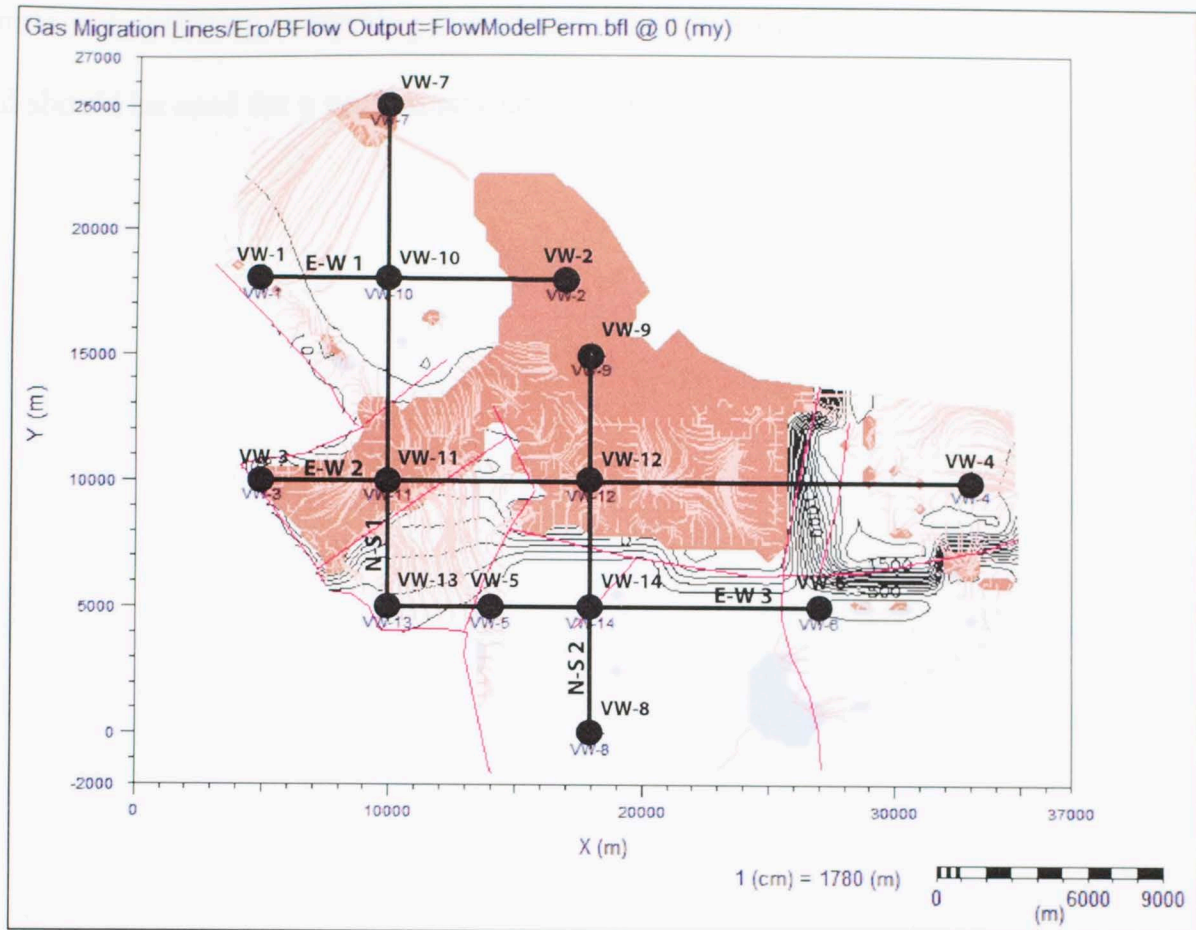 Gas Migration Lines/Ero/BFlow Output=FlowModelPerm.bfl @ 0 (my)
27000
VW-7
25000
VW-7
20000
VW-1
E-W 1
VW-10
VW-2
VW-1
VW-10
VW-2
VW-9
15000
VW-9
Y (m)
VW-3
E-W 2
VW-11
VW-12
VW-4
10000
VW-3
VW-11
VW-12
VW-4
N-S 1
1500
VW-13
VW-5
VW-14
E-W 3
VW-6
5000
VW-13
VW-5
VW-14
VW-6
N-S 2
VW-8
0
VW-8
-2000
0
10000
20000
30000
37000
X (m)
1 (cm) = 1780 (m)
0
6000
9000
(m)